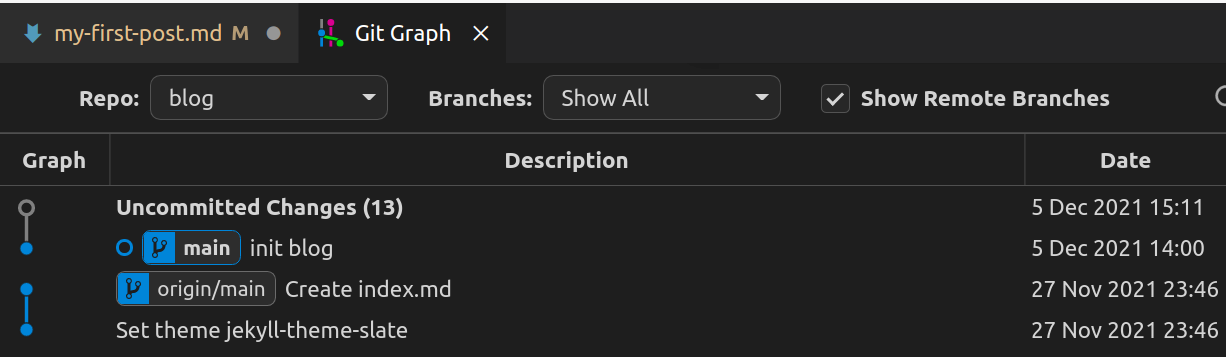 my-first-post.md M Git Graph
Repo: blog Branches: Show All Show Remote Branches
Graph Description Date
Uncommitted Changes (13) 5 Dec 2021 15:11
main init blog 5 Dec 2021 14:00
origin/main Create index.md 27 Nov 2021 23:46
Set theme jekyll-theme-slate 27 Nov 2021 23:46